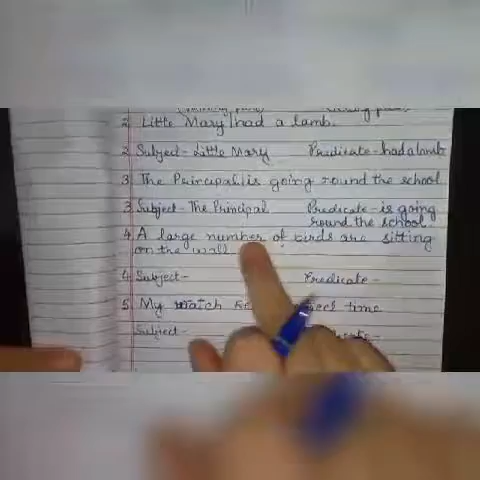 2 Little Mary had a lamb.
2 Subject - Little Mary Predicate - had a lamb
3 The Principal is going round the school
3 Subject - The Principal Predicate - is going
round the school.
4 A large number of birds are sitting
on the wall
4 Subject - Predicate -
5 My watch time
Subject -